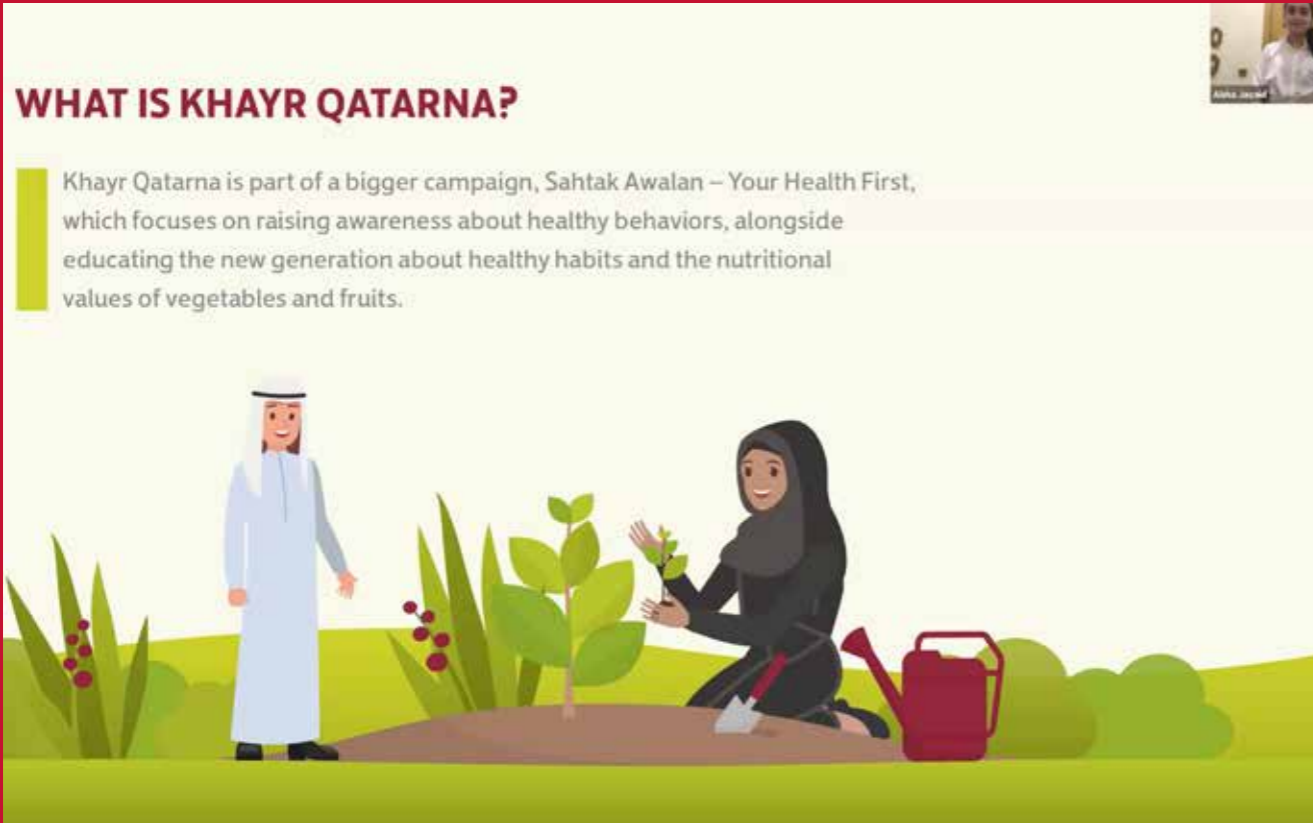 WHAT IS KHAYR QATARNA?
Khayr Qatarna is part of a bigger campaign, Sahtak Awalan – Your Health First,
which focuses on raising awareness about healthy behaviors, alongside
educating the new generation about healthy habits and the nutritional
values of vegetables and fruits.